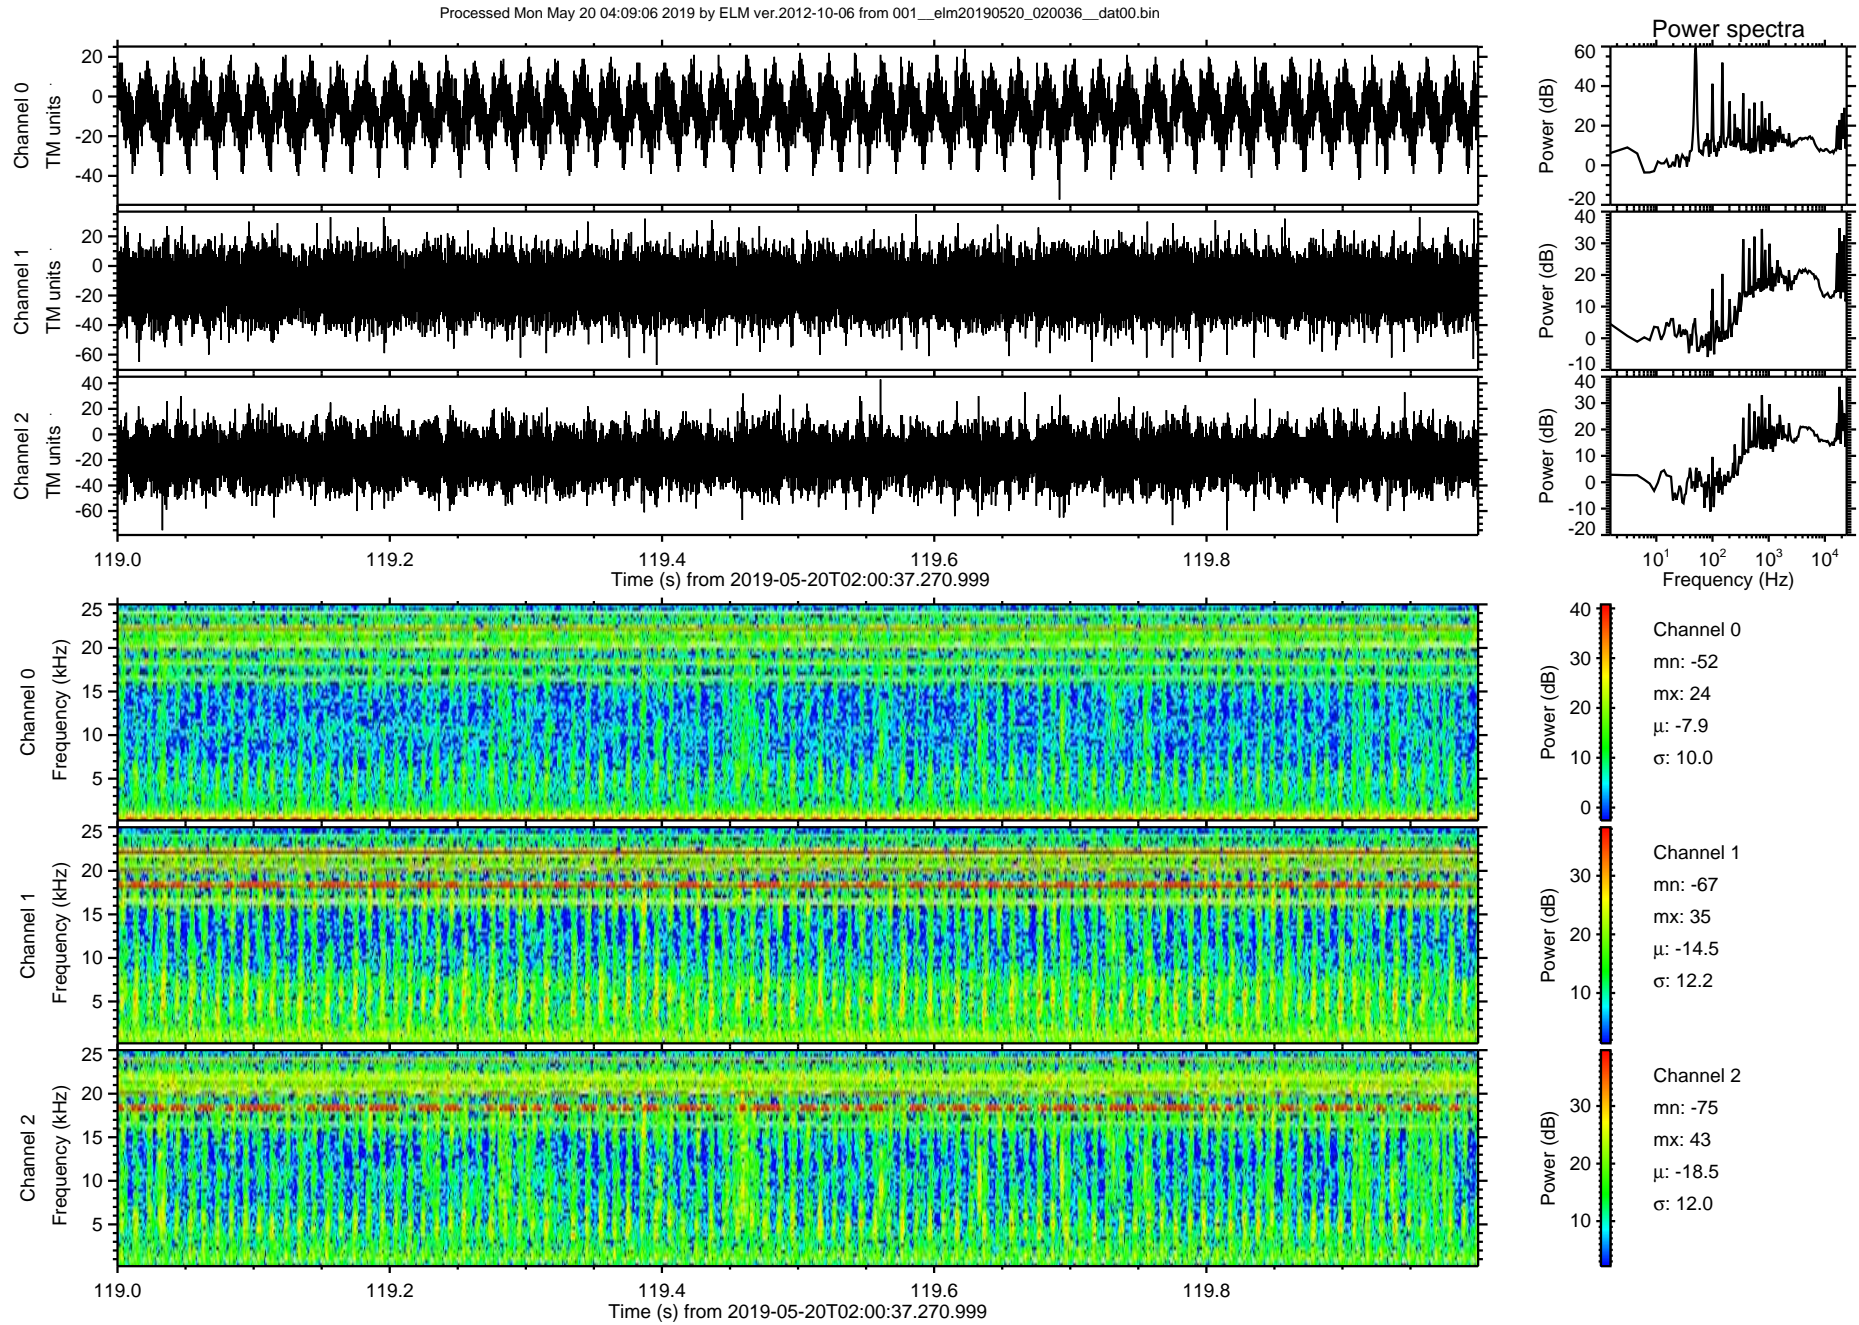 Processed Mon May 20 04:09:06 2019 by ELM ver.2012-10-06 from 001__elm20190520_020036__dat00.bin
Power spectra
Channel 0
TM units
20
0
-20
-40
Power (dB)
60
40
20
0
-20
Channel 1
TM units
20
0
-20
-40
-60
Power (dB)
40
30
20
10
0
-10
Channel 2
TM units
40
20
0
-20
-40
-60
Power (dB)
40
30
20
10
0
-10
-20
119.0 119.2 119.4 119.6 119.8
Time (s) from 2019-05-20T02:00:37.270.999
10^1 10^2 10^3 10^4
Frequency (Hz)
Channel 0
Frequency (kHz)
25
20
15
10
5
Power (dB)
40
30
20
10
0
Channel 0
mn: -52
mx: 24
µ: -7.9
σ: 10.0
Channel 1
Frequency (kHz)
25
20
15
10
5
Power (dB)
30
20
10
Channel 1
mn: -67
mx: 35
µ: -14.5
σ: 12.2
Channel 2
Frequency (kHz)
25
20
15
10
5
Power (dB)
30
20
10
Channel 2
mn: -75
mx: 43
µ: -18.5
σ: 12.0
119.0 119.2 119.4 119.6 119.8
Time (s) from 2019-05-20T02:00:37.270.999